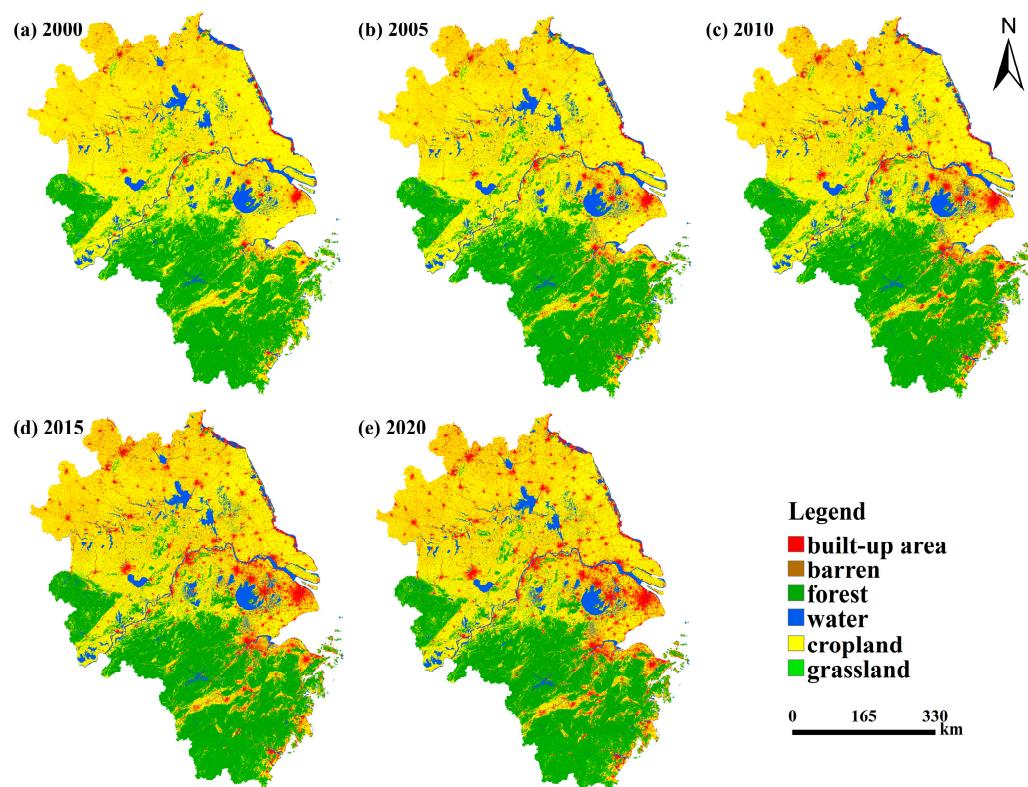 (a) 2000
(b) 2005
(c) 2010
N
(d) 2015
(e) 2020
Legend
built-up area
barren
forest
water
cropland
grassland
0 165 330
km